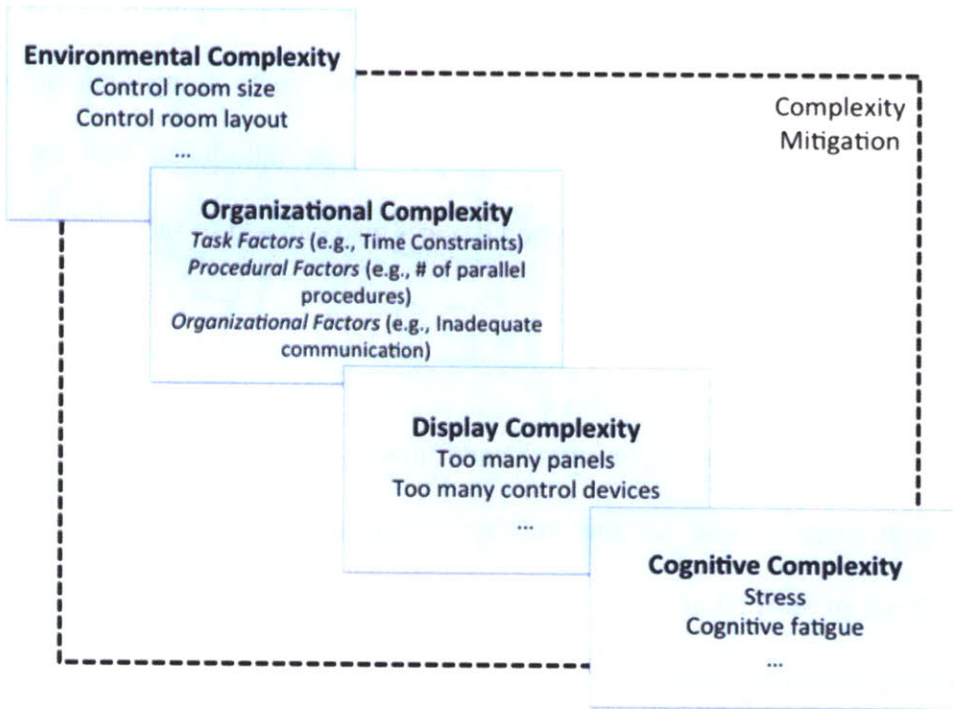 Environmental Complexity
Control room size
Control room layout
...
Complexity
Mitigation
Organizational Complexity
Task Factors (e.g., Time Constraints)
Procedural Factors (e.g., # of parallel
procedures)
Organizational Factors (e.g., Inadequate
communication)
Display Complexity
Too many panels
Too many control devices
...
Cognitive Complexity
Stress
Cognitive fatigue
...